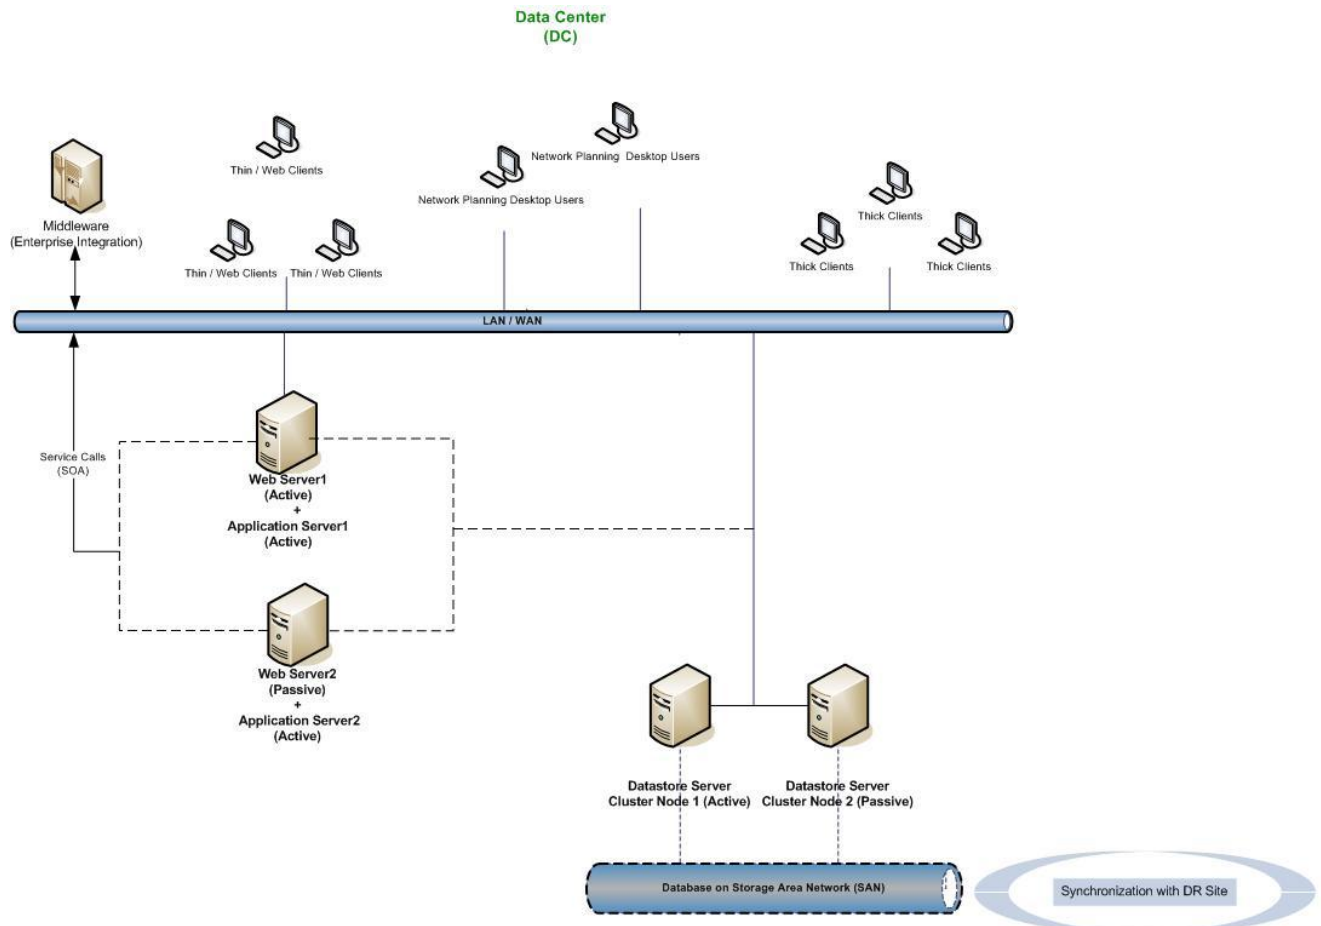 Data Center
(DC)
Thin / Web Clients
Network Planning Desktop Users
Network Planning Desktop Users
Thick Clients
Middleware
(Enterprise Integration)
Thin / Web Clients
Thin / Web Clients
Thick Clients
Thick Clients
LAN / WAN
Service Calls
(SOA)
Web Server1
(Active)
+
Application Server1
(Active)
Web Server2
(Passive)
+
Application Server2
(Active)
Datastore Server
Cluster Node 1 (Active)
Datastore Server
Cluster Node 2 (Passive)
Database on Storage Area Network (SAN)
Synchronization with DR Site